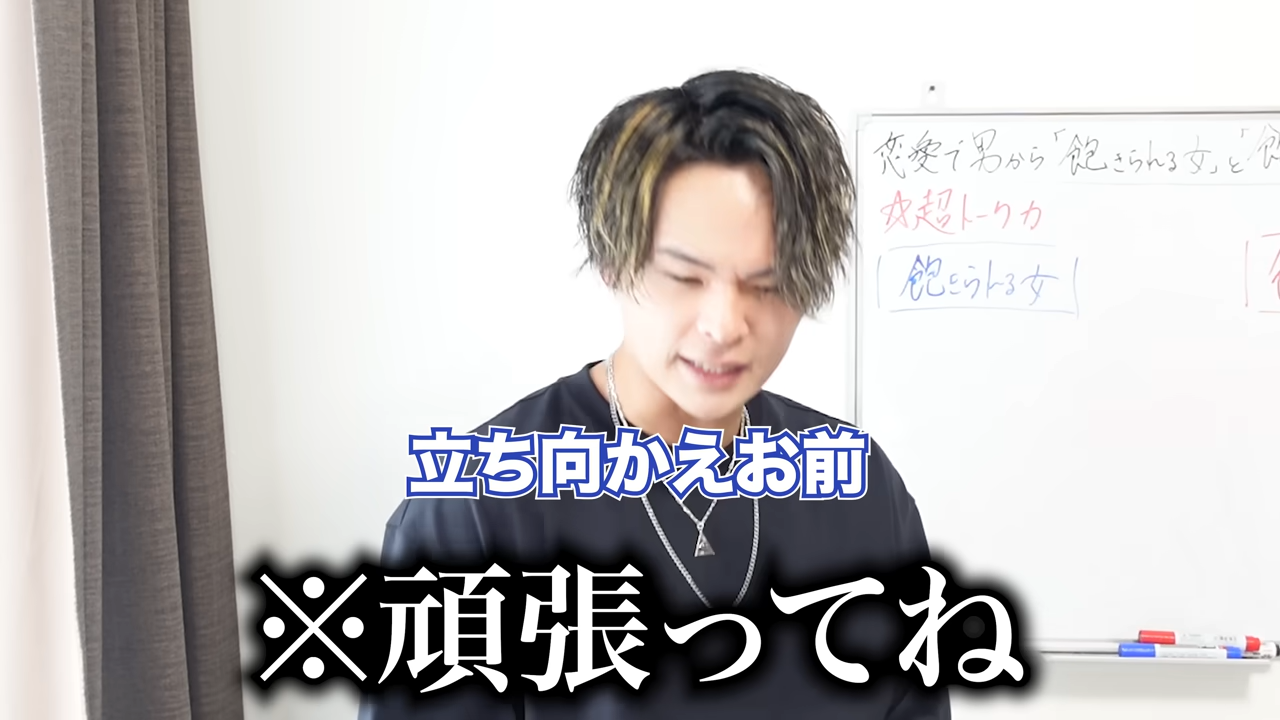 恋愛で男から「飽きられる女」と「飽
☆超トーク力
飽きられる女
立ち向かえお前
※頑張ってね